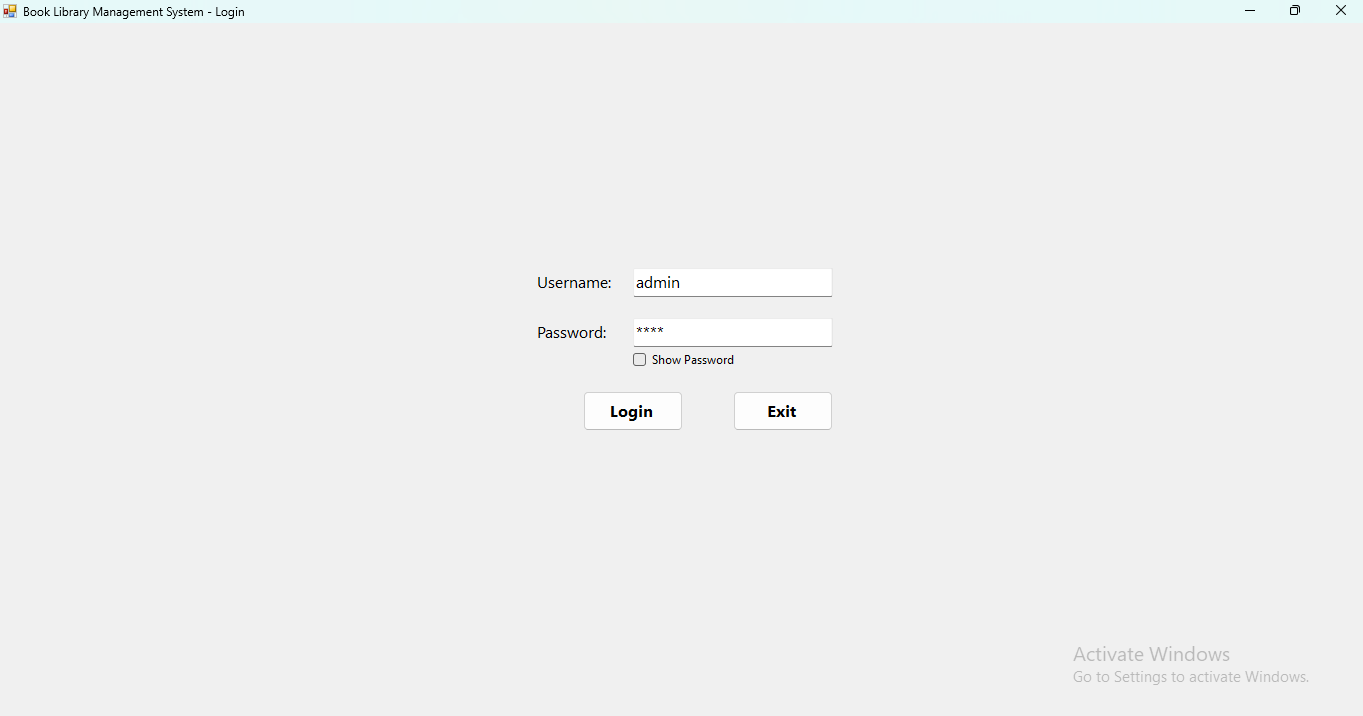 Book Library Management System - Login
Username: admin
Password: ****
Show Password
Login Exit
Activate Windows
Go to Settings to activate Windows.